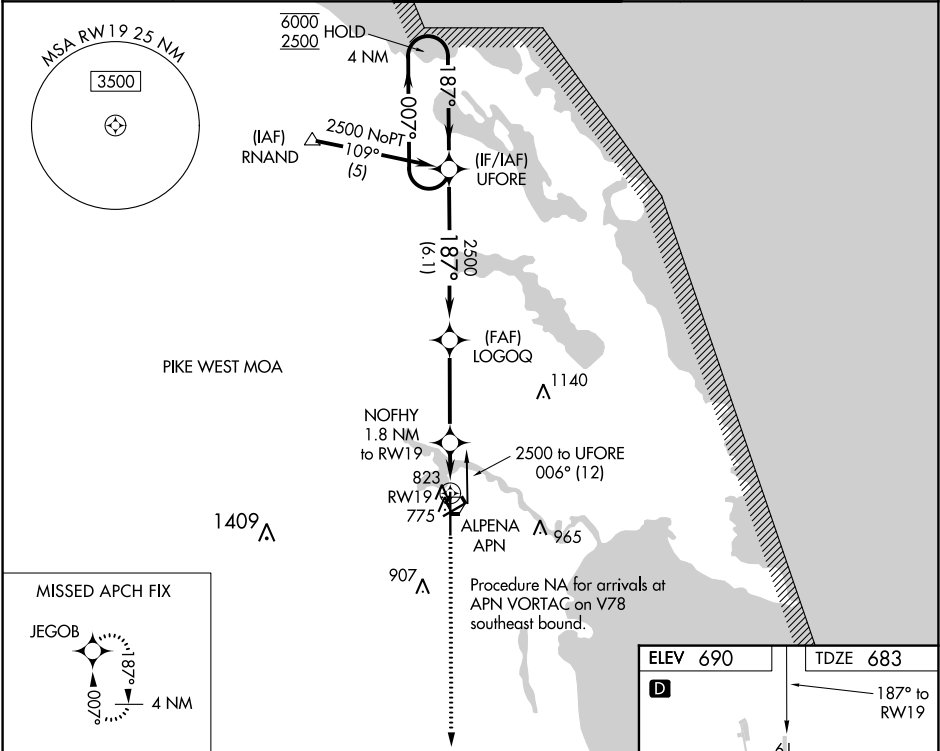 MSA RW19 25 NM
3500
6000
2500
HOLD
4 NM
187°
007°
(IAF)
RNAND
2500 NoPT
109°
(5)
(IF/IAF)
UFORE
2500
187°
(6.1)
(FAF)
LOGOQ
PIKE WEST MOA
1140
NOFHY
1.8 NM
to RW19
2500 to UFORE
006° (12)
823
RW19
775
ALPENA
APN
1409
965
907
Procedure NA for arrivals at
APN VORTAC on V78
southeast bound.
MISSED APCH FIX
JEGOB
187°
007°
4 NM
ELEV 690
TDZE 683
D
187° to
RW19